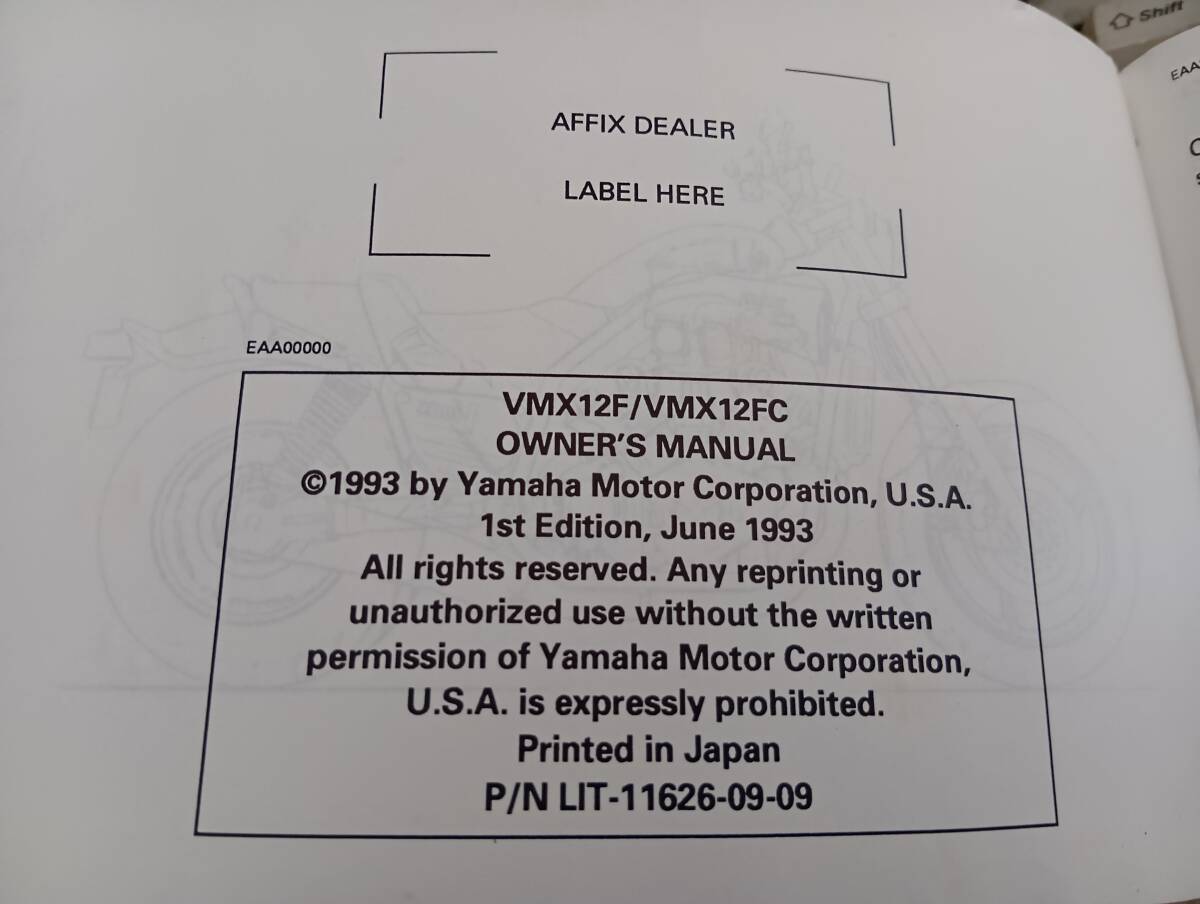 Shift
AFFIX DEALER
LABEL HERE
EAA00000
VMX12F/VMX12FC
OWNER'S MANUAL
©1993 by Yamaha Motor Corporation, U.S.A.
1st Edition, June 1993
All rights reserved. Any reprinting or
unauthorized use without the written
permission of Yamaha Motor Corporation,
U.S.A. is expressly prohibited.
Printed in Japan
P/N LIT-11626-09-09